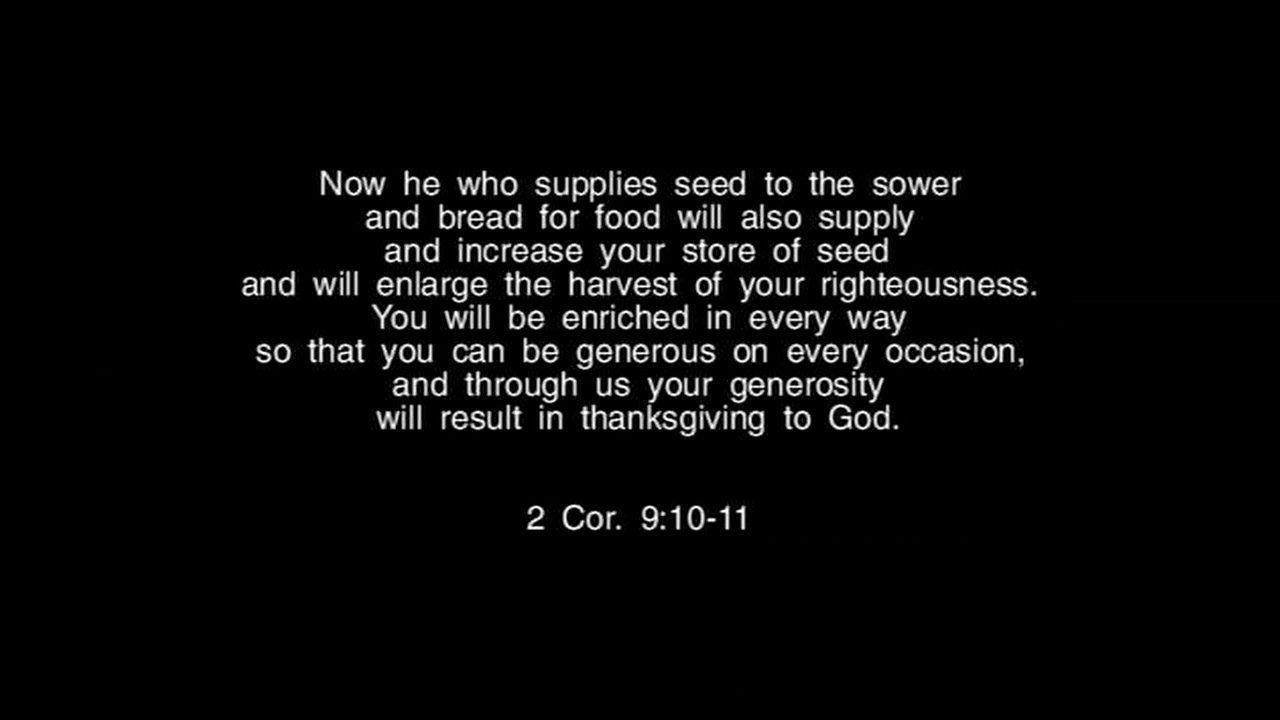 Now he who supplies seed to the sower
and bread for food will also supply
and increase your store of seed
and will enlarge the harvest of your righteousness.
You will be enriched in every way
so that you can be generous on every occasion,
and through us your generosity
will result in thanksgiving to God.
2 Cor. 9:10-11